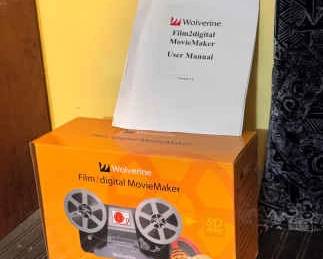 Wolverine
Film2digital
MovieMaker
User Manual
Wolverine
Film2digital MovieMaker